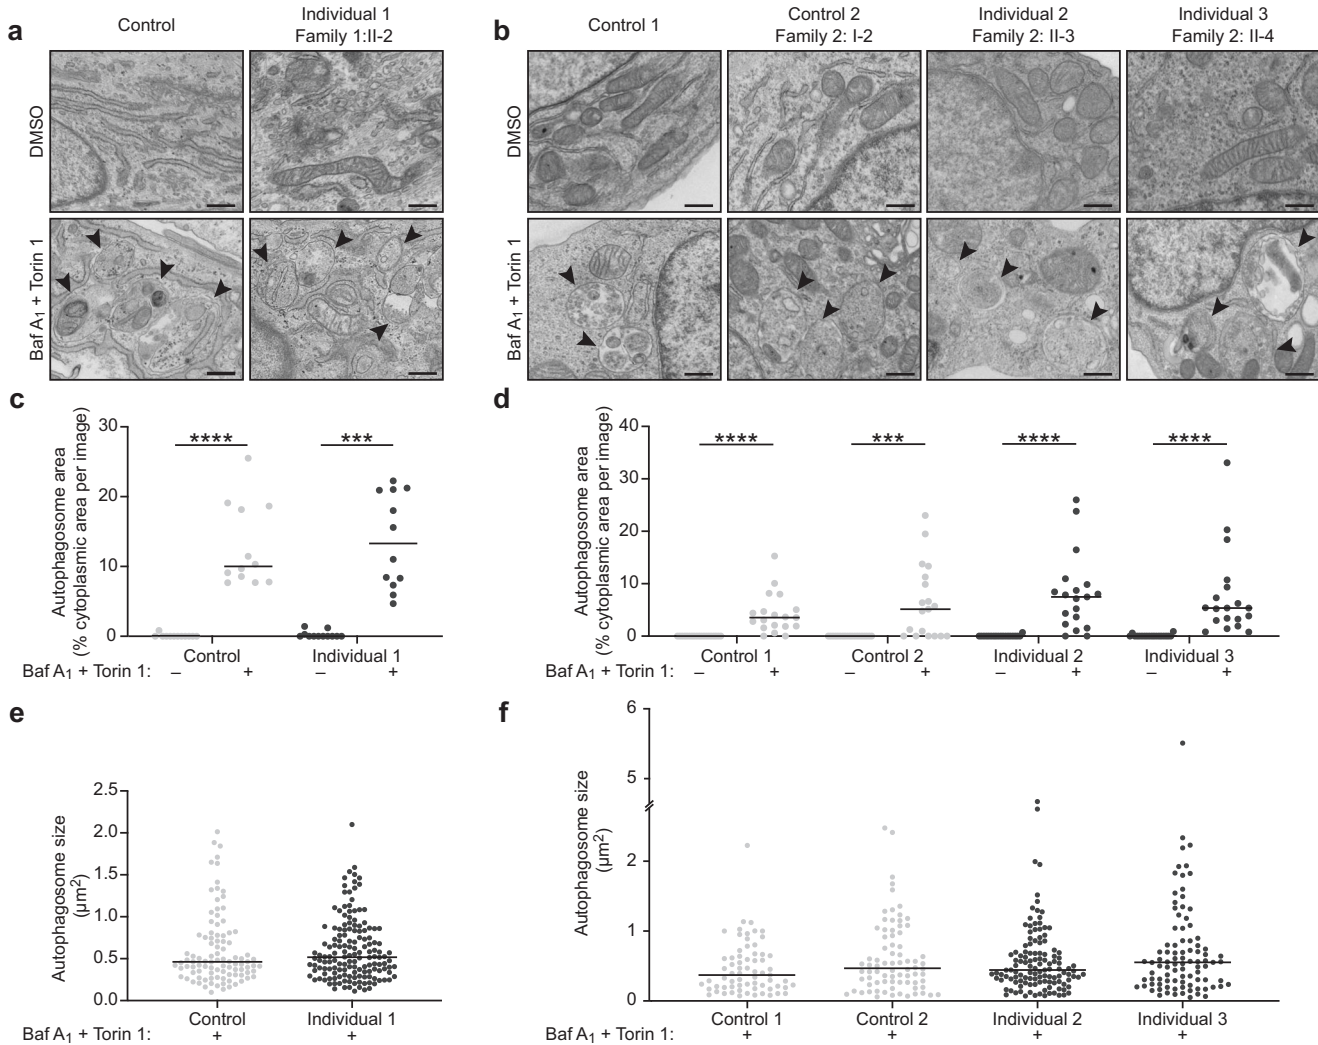 a
Control
Individual 1
Family 1:II-2
DMSO
Baf A1 + Torin 1
b
Control 1
Control 2
Family 2: I-2
Individual 2
Family 2: II-3
Individual 3
Family 2: II-4
DMSO
Baf A1 + Torin 1
c
Autophagosome area
(% cytoplasmic area per image)
30
20
10
0
****
***
Control
Individual 1
Baf A1 + Torin 1: – + – +
d
Autophagosome area
(% cytoplasmic area per image)
40
30
20
10
0
****
***
****
****
Control 1
Control 2
Individual 2
Individual 3
Baf A1 + Torin 1: – + – + – + – +
e
Autophagosome size
(µm2)
2.5
2.0
1.5
1.0
0.5
0.0
Control
Individual 1
Baf A1 + Torin 1: + +
f
Autophagosome size
(µm2)
6
5
2
1
0
Control 1
Control 2
Individual 2
Individual 3
Baf A1 + Torin 1: + + + +